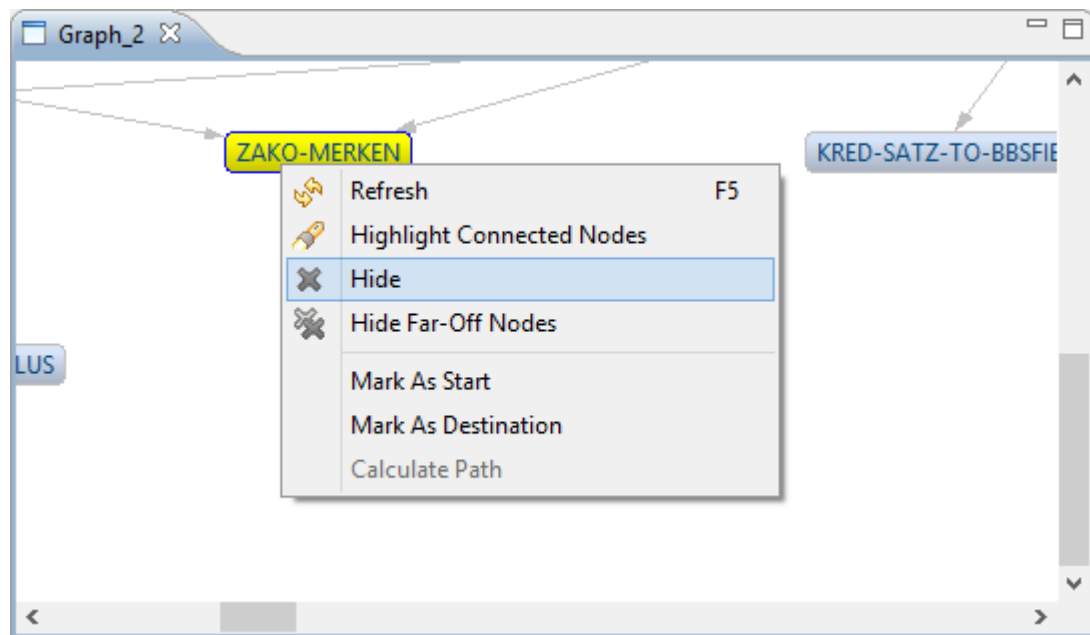 Graph_2
ZAKO-MERKEN
KRED-SATZ-TO-BBSFIE
Refresh F5
Highlight Connected Nodes
Hide
Hide Far-Off Nodes
LUS
Mark As Start
Mark As Destination
Calculate Path